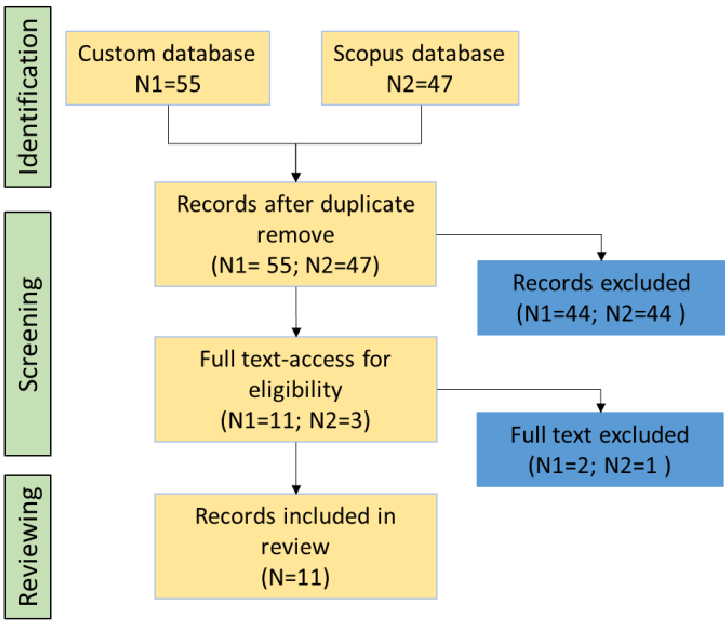 Identification
Custom database
N1=55
Scopus database
N2=47
Records after duplicate
remove
(N1= 55; N2=47)
Records excluded
(N1=44; N2=44 )
Screening
Full text-access for
eligibility
(N1=11; N2=3)
Full text excluded
(N1=2; N2=1 )
Reviewing
Records included in
review
(N=11)